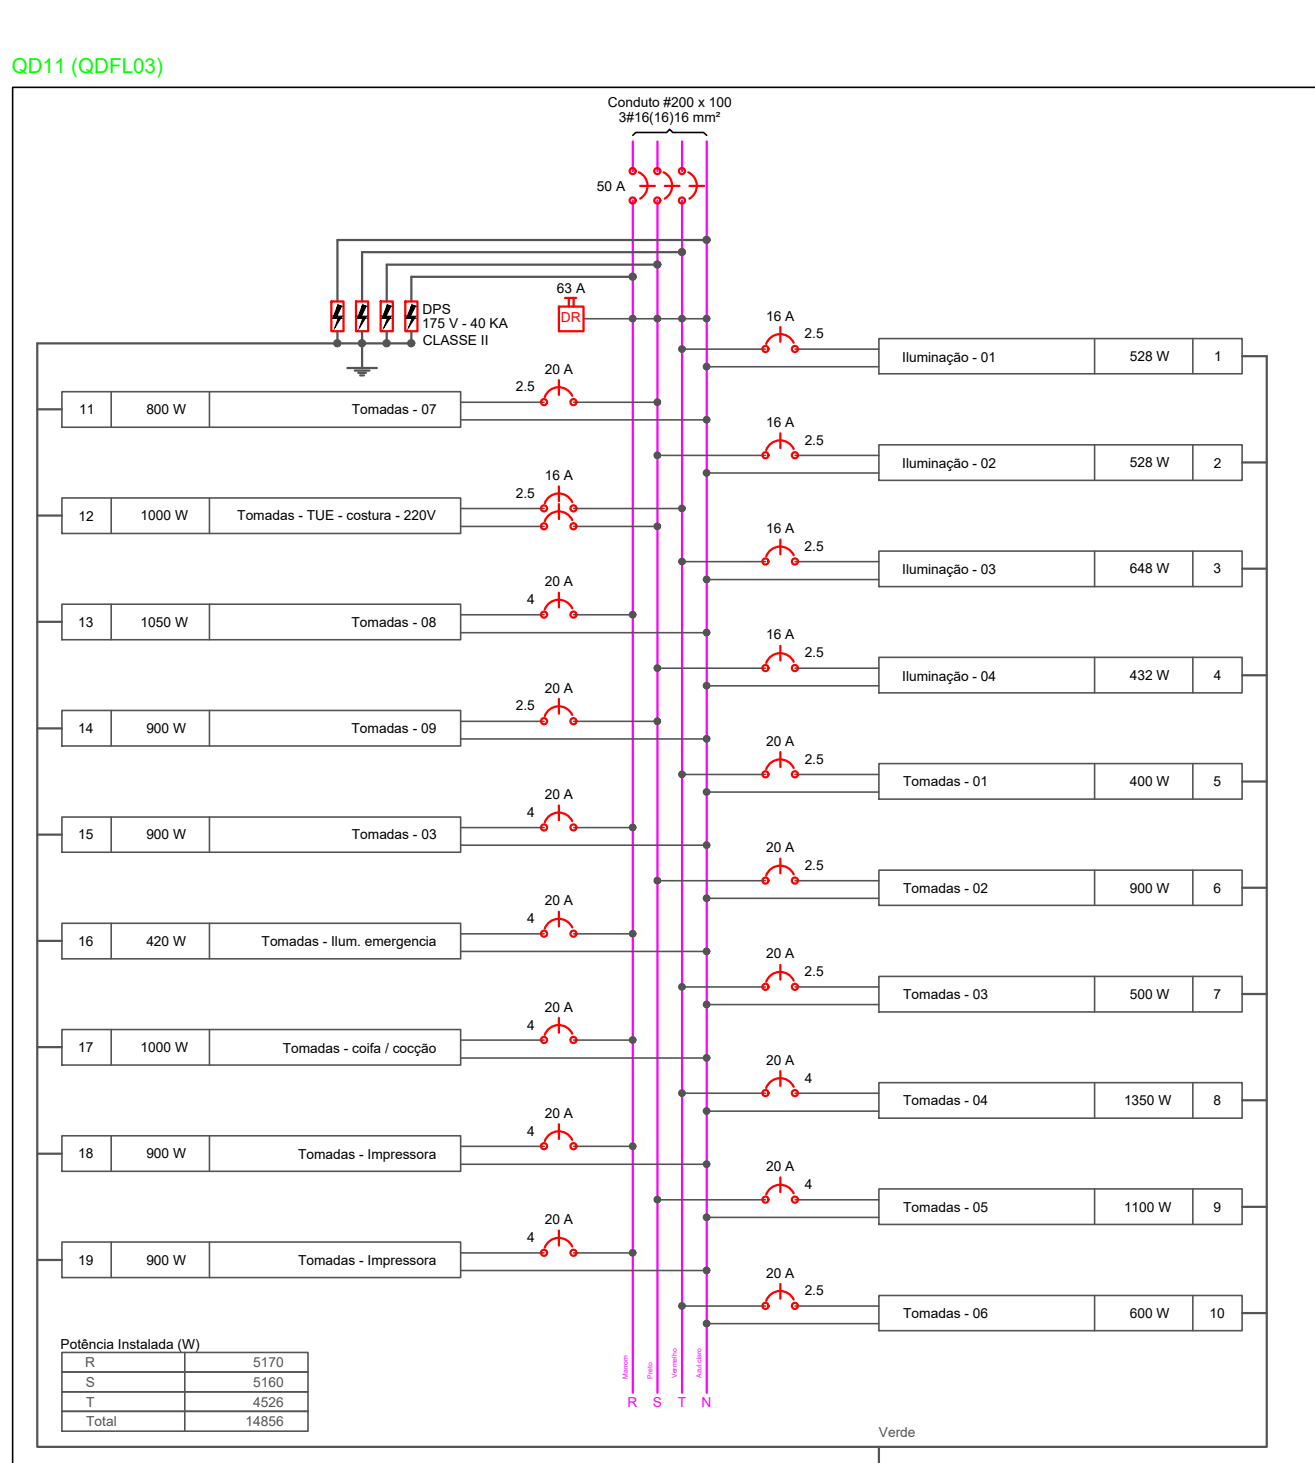 QD11 (QDFL03)
Conduto #200 x 100
3#16(16)16 mm²
50 A
63 A
DR
DPS
175 V - 40 KA
CLASSE II
16 A
2.5
Iluminação - 01 528 W 1
20 A
2.5
11 800 W Tomadas - 07
16 A
2.5
Iluminação - 02 528 W 2
16 A
2.5
12 1000 W Tomadas - TUE - costura - 220V
16 A
2.5
Iluminação - 03 648 W 3
20 A
4
13 1050 W Tomadas - 08
16 A
2.5
Iluminação - 04 432 W 4
20 A
2.5
14 900 W Tomadas - 09
20 A
2.5
Tomadas - 01 400 W 5
20 A
4
15 900 W Tomadas - 03
20 A
2.5
Tomadas - 02 900 W 6
20 A
4
16 420 W Tomadas - Ilum. emergencia
20 A
2.5
Tomadas - 03 500 W 7
20 A
4
17 1000 W Tomadas - coifa / cocção
20 A
4
Tomadas - 04 1350 W 8
20 A
4
18 900 W Tomadas - Impressora
20 A
4
Tomadas - 05 1100 W 9
20 A
4
19 900 W Tomadas - Impressora
20 A
2.5
Tomadas - 06 600 W 10
Potência Instalada (W)
R 5170
S 5160
T 4526
Total 14856
Marrom
Preto
Vermelho
Azul claro
R S T N
Verde